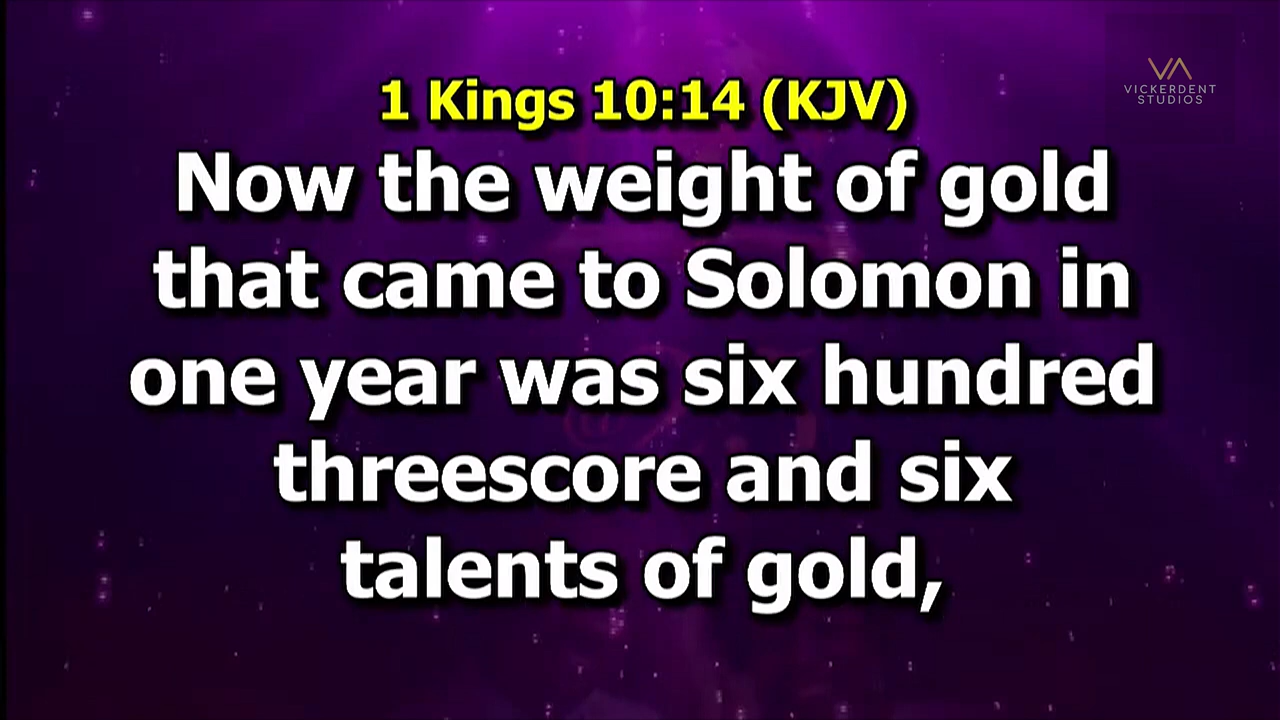 VICKERDENT
STUDIOS
1 Kings 10:14 (KJV)
Now the weight of gold
that came to Solomon in
one year was six hundred
threescore and six
talents of gold,